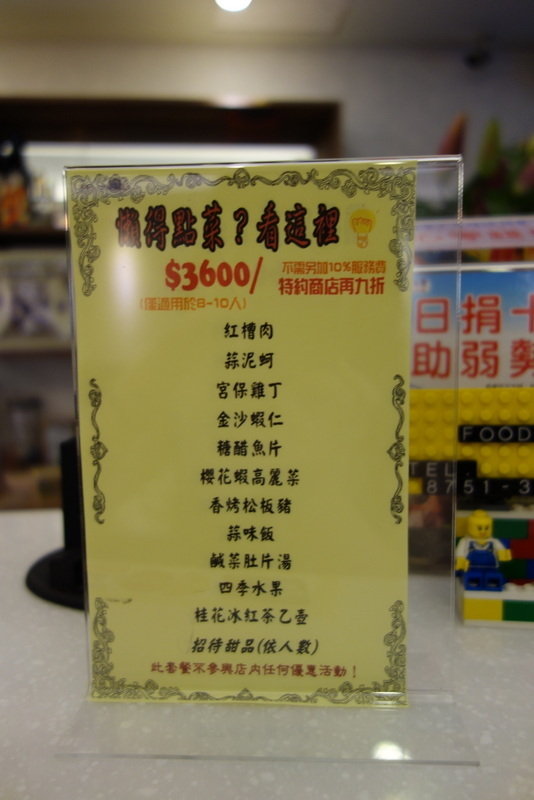 懶得點菜？看這裡
$3600/
不需另加10%服務費
特約商店再九折
(僅適用於8-10人)
紅糟肉
蒜泥蚵
宮保雞丁
金沙蝦仁
糖醋魚片
櫻花蝦高麗菜
香烤松板豬
蒜味飯
鹹菜肚片湯
四季水果
桂花冰紅茶乙壺
招待甜品(依人數)
此套餐不參與店内任何優惠活動！
日捐十
助弱勢
FOOD
TEL
8751-3